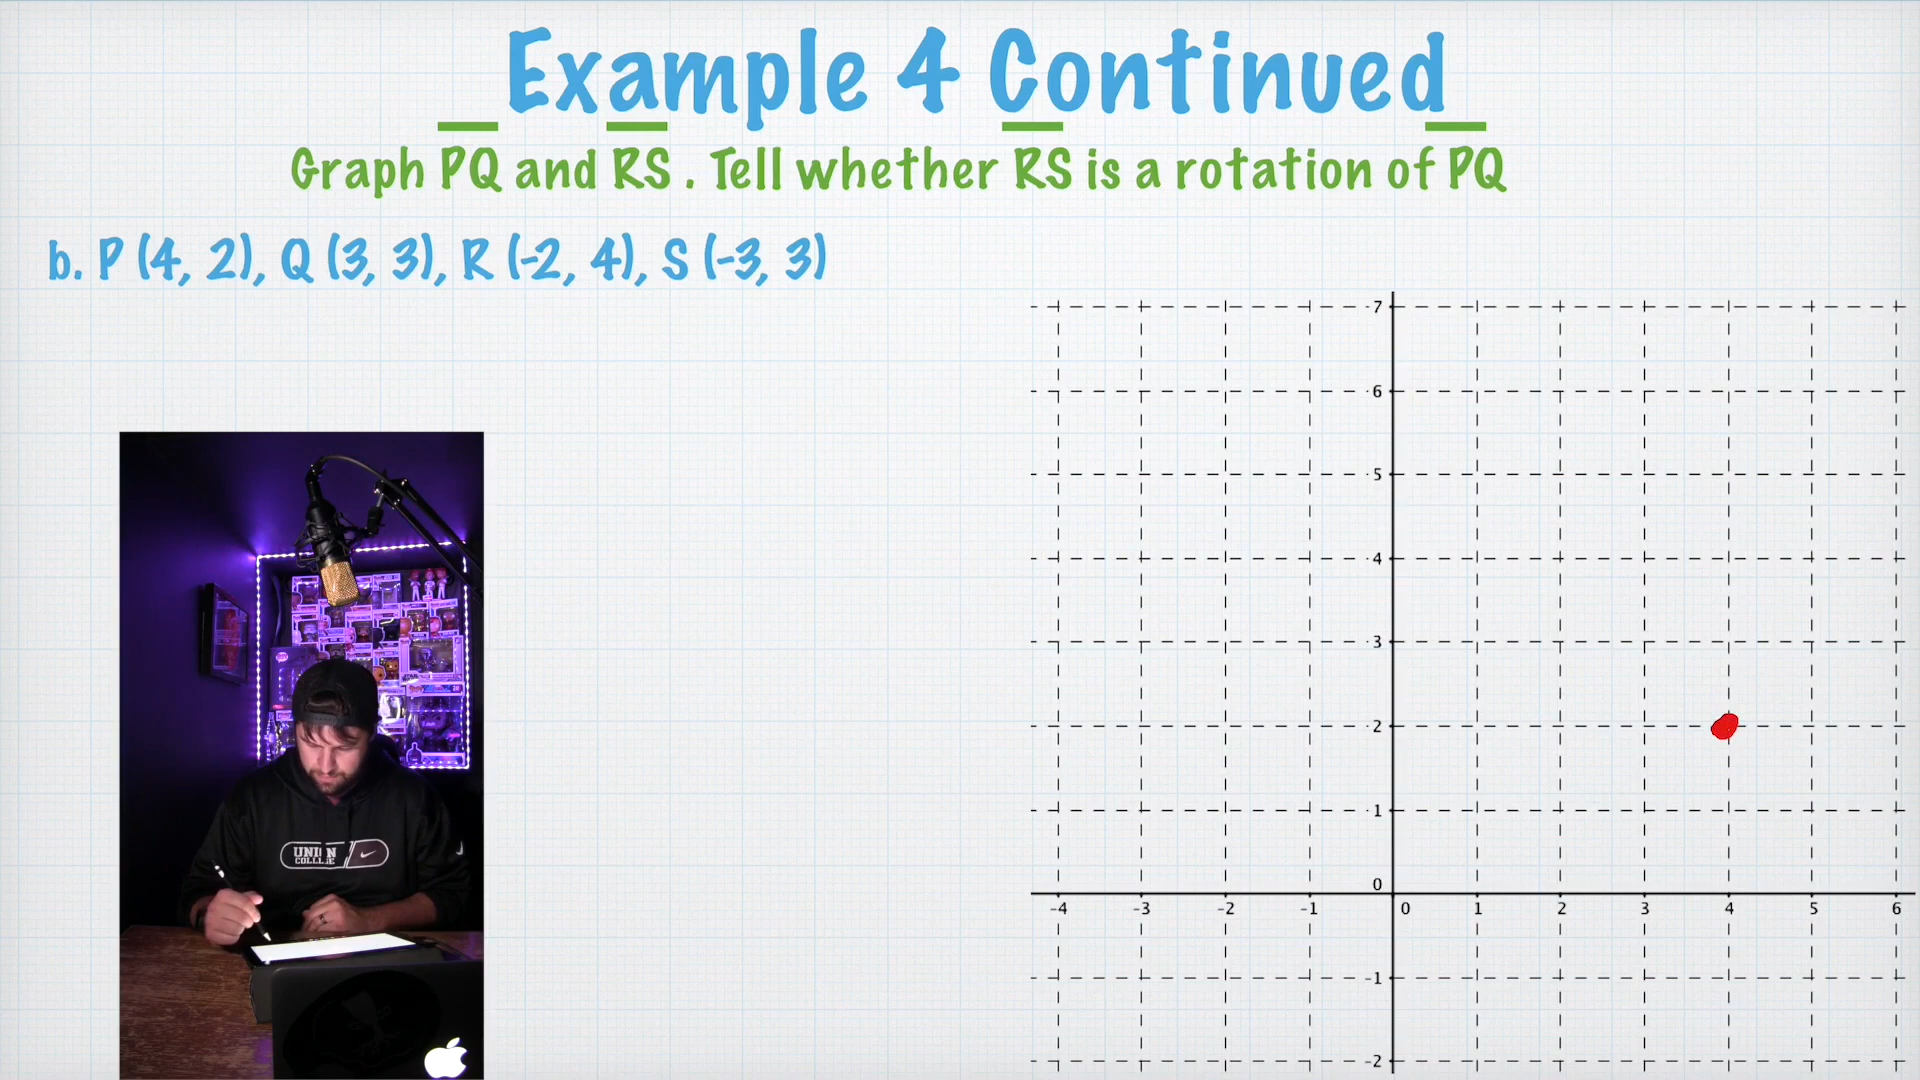 Example 4 Continued
Graph PQ and RS . Tell whether RS is a rotation of PQ
b. P (4, 2), Q (3, 3), R (-2, 4), S (-3, 3)
7
6
5
4
3
2
1
0
-4 -3 -2 -1 0 1 2 3 4 5 6
-1
-2
UNION
COLLEGE